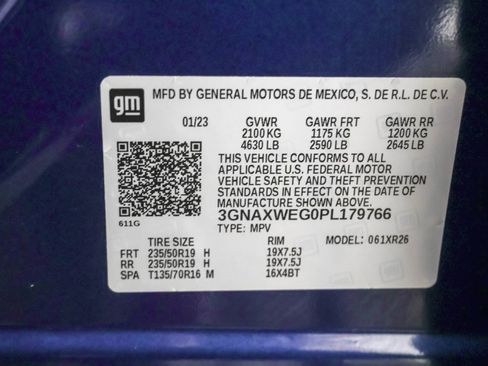 gm
MFD BY GENERAL MOTORS DE MEXICO, S. DE R.L. DE C.V.
01/23 GVWR GAWR FRT GAWR RR
2100 KG 1175 KG 1200 KG
4630 LB 2590 LB 2645 LB
THIS VEHICLE CONFORMS TO ALL
APPLICABLE U.S. FEDERAL MOTOR
VEHICLE SAFETY AND THEFT PREVENTION
STANDARDS IN EFFECT ON THE DATE OF
MANUFACTURE SHOWN ABOVE.
3GNAXWEG0PL179766
611G
TYPE: MPV
TIRE SIZE RIM MODEL: 061XR26
FRT 235/50R19 H 19X7.5J
RR 235/50R19 H 19X7.5J
SPA T135/70R16 M 16X4BT